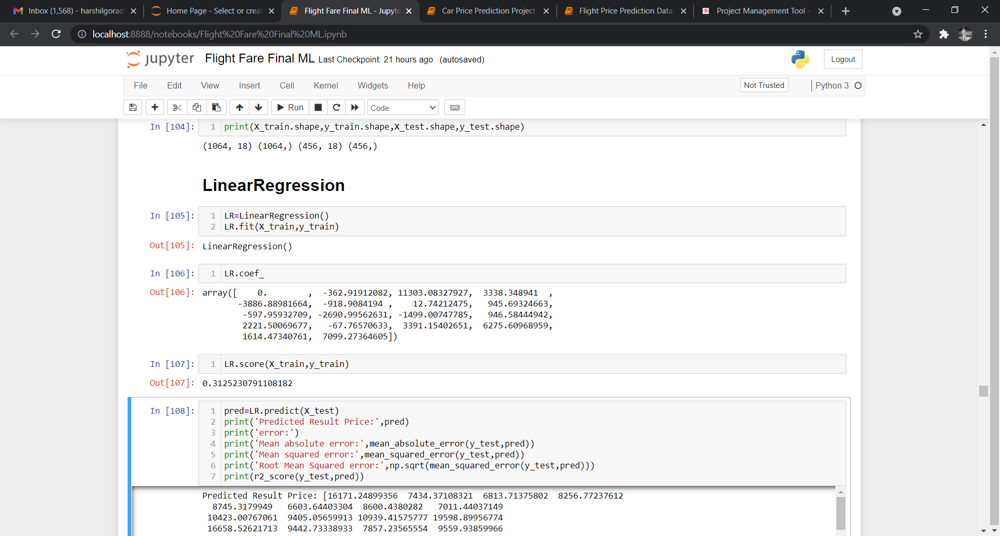 Inbox (1,568) - harshilgoradi
Home Page - Select or creat
Flight Fare Final ML - Jupyte
Car Price Prediction Project
Flight Price Prediction Data
Project Management Tool -
localhost:8888/notebooks/Flight%20Fare%20Final%20ML.ipynb
jupyter Flight Fare Final ML Last Checkpoint: 21 hours ago (autosaved)
Logout
File Edit View Insert Cell Kernel Widgets Help
Not Trusted
Python 3
Run
Code
In [104]: 1 print(X_train.shape,y_train.shape,X_test.shape,y_test.shape)
(1064, 18) (1064,) (456, 18) (456,)
LinearRegression
In [105]: 1 LR=LinearRegression()
2 LR.fit(X_train,y_train)
Out[105]: LinearRegression()
In [106]: 1 LR.coef_
Out[106]: array([ 0. , -362.91912082, 11303.08327927, 3338.348941 ,
-3886.88981664, -918.9084194 , 12.74212475, 945.69324663,
-597.95932709, -2690.99562631, -1499.00747785, 946.58444942,
2221.50069677, -67.76570633, 3391.15402651, 6275.60968959,
1614.47340761, 7099.27364605])
In [107]: 1 LR.score(X_train,y_train)
Out[107]: 0.3125230791108182
In [108]: 1 pred=LR.predict(X_test)
2 print('Predicted Result Price:',pred)
3 print('error:')
4 print('Mean absolute error:',mean_absolute_error(y_test,pred))
5 print('Mean squared error:',mean_squared_error(y_test,pred))
6 print('Root Mean Squared error:',np.sqrt(mean_squared_error(y_test,pred)))
7 print(r2_score(y_test,pred))
Predicted Result Price: [16171.24899356 7434.37108321 6813.71375802 8256.77237612
8745.3179949 6603.64403304 8600.4380282 7011.44037149
10423.00767061 9405.05659913 10939.41575777 19598.89956774
16658.52621713 9442.73338933 7857.23565554 9559.93859966